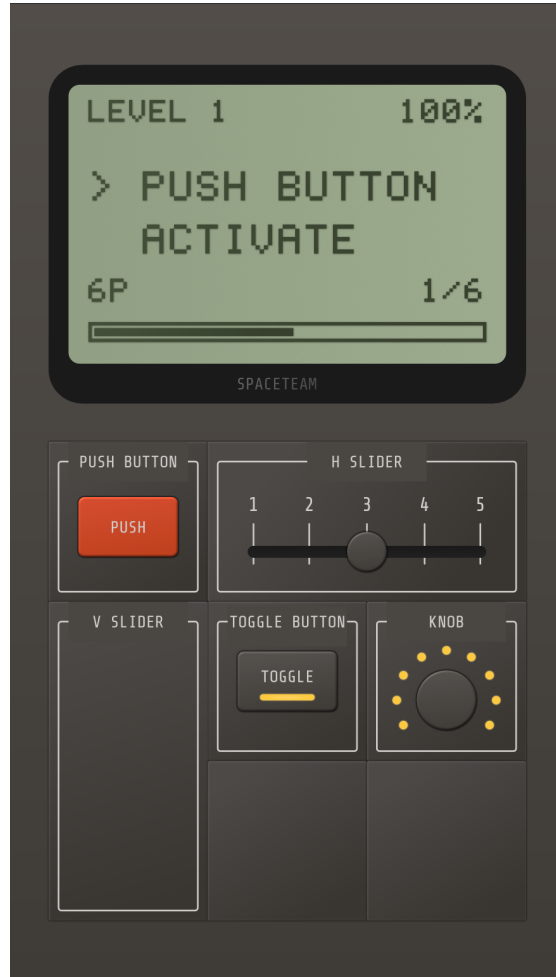 LEVEL 1 100%
> PUSH BUTTON
ACTIVATE
6P 1/6
SPACETEAM
PUSH BUTTON
PUSH
H SLIDER
1 2 3 4 5
V SLIDER
TOGGLE BUTTON
TOGGLE
KNOB